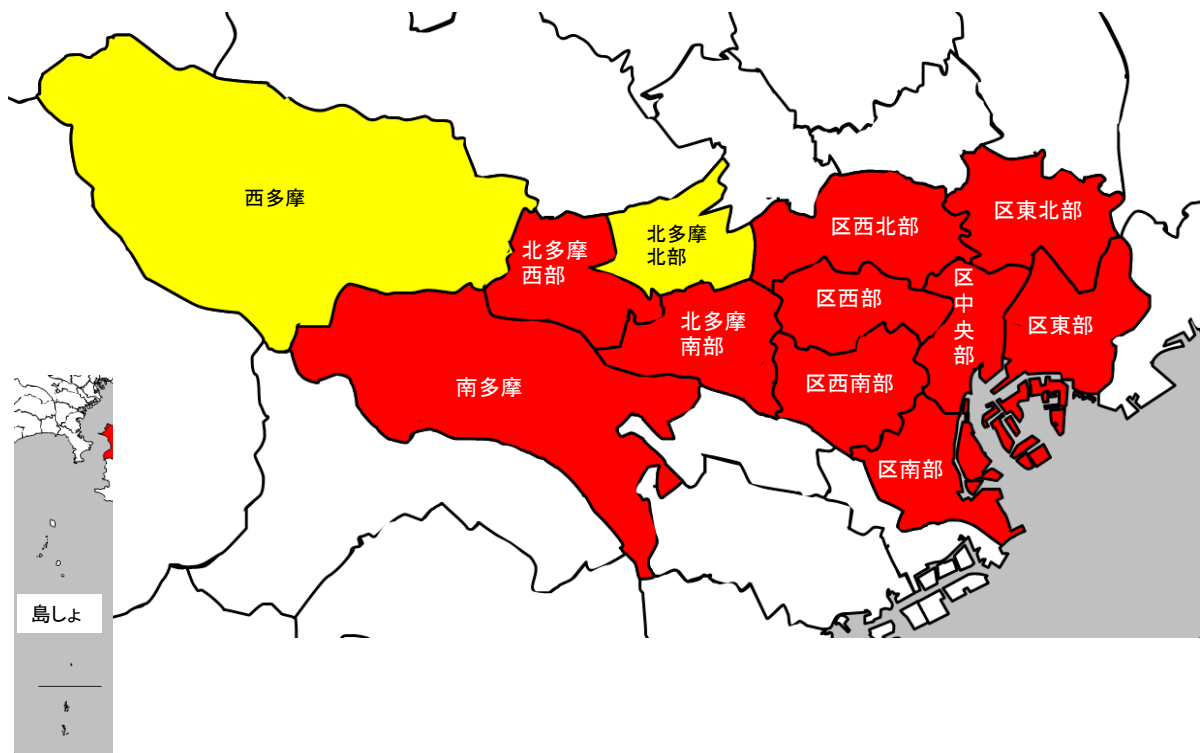 西多摩
北多摩
西部
北多摩
北部
区西北部
区東北部
区西部
区
中
央
部
区東部
北多摩
南部
区西南部
南多摩
区南部
島しょ